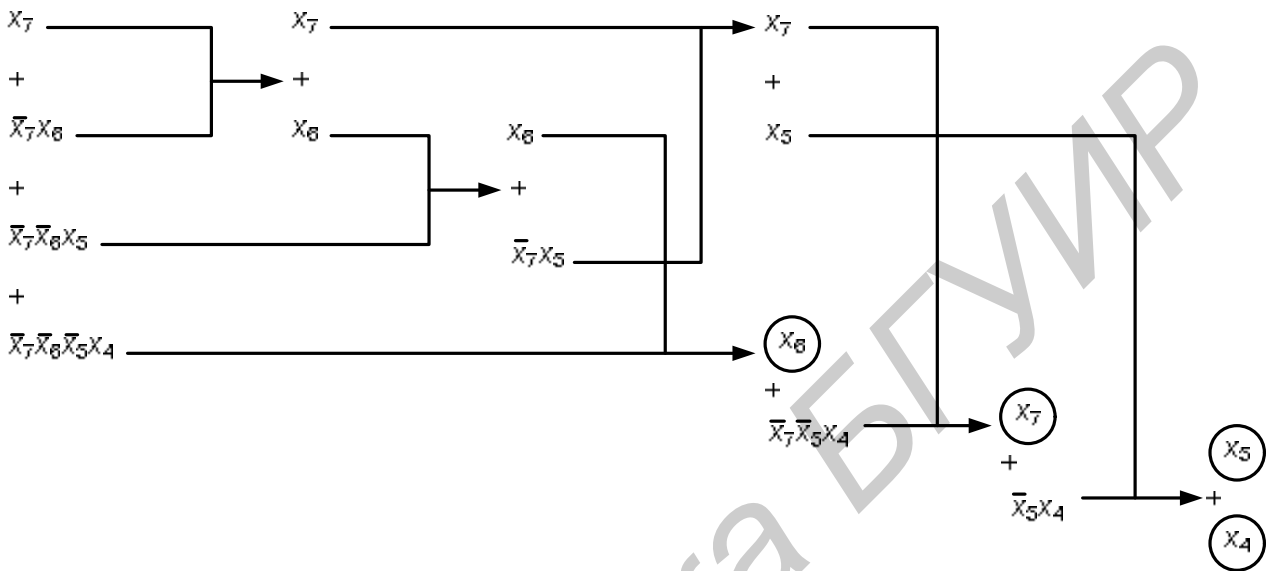 x₇ x₇ x₇
+ + +
x̅₇x₆ x₆ x₆ x₅
+ +
x̅₇x̅₆x₅ x̅₇x₅
+
x̅₇x̅₆x̅₅x₄ x₆
+
x̅₇x̅₅x₄ x₇
+
x₅
x̅₅x₄ +
x₄
БГУИР